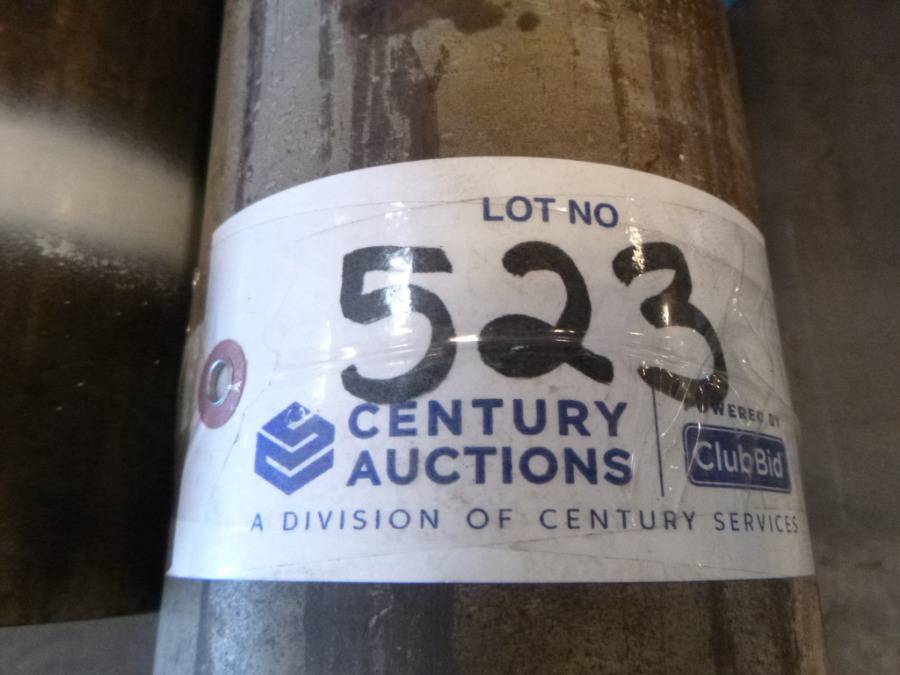 LOT NO
523
CENTURY
AUCTIONS
POWERED BY
ClubBid
A DIVISION OF CENTURY SERVICES